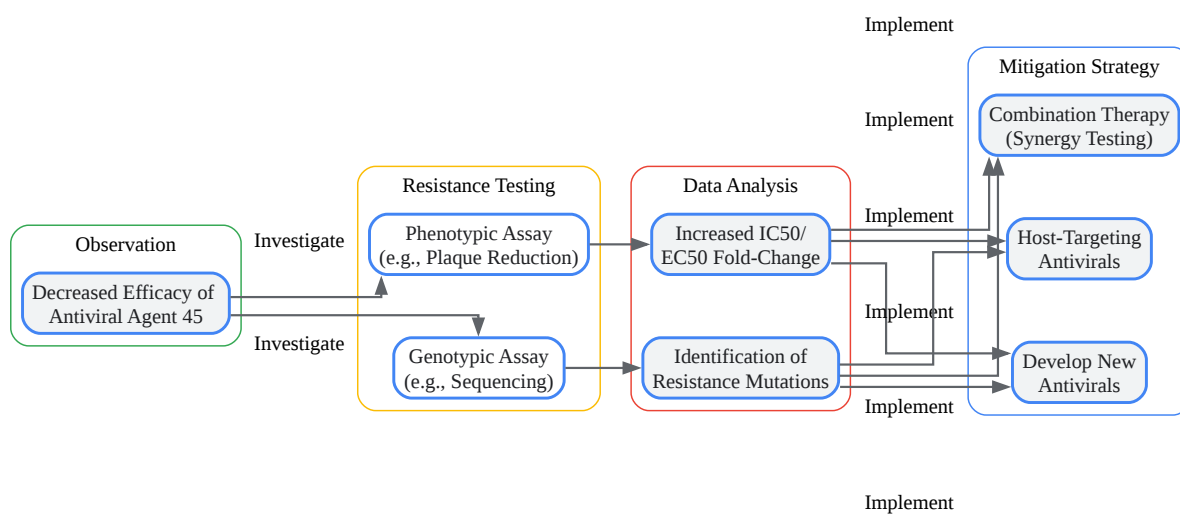 Observation
Decreased Efficacy of
Antiviral Agent 45
Investigate
Investigate
Resistance Testing
Phenotypic Assay
(e.g., Plaque Reduction)
Genotypic Assay
(e.g., Sequencing)
Data Analysis
Increased IC50/
EC50 Fold-Change
Identification of
Resistance Mutations
Implement
Implement
Implement
Implement
Implement
Implement
Mitigation Strategy
Combination Therapy
(Synergy Testing)
Host-Targeting
Antivirals
Develop New
Antivirals